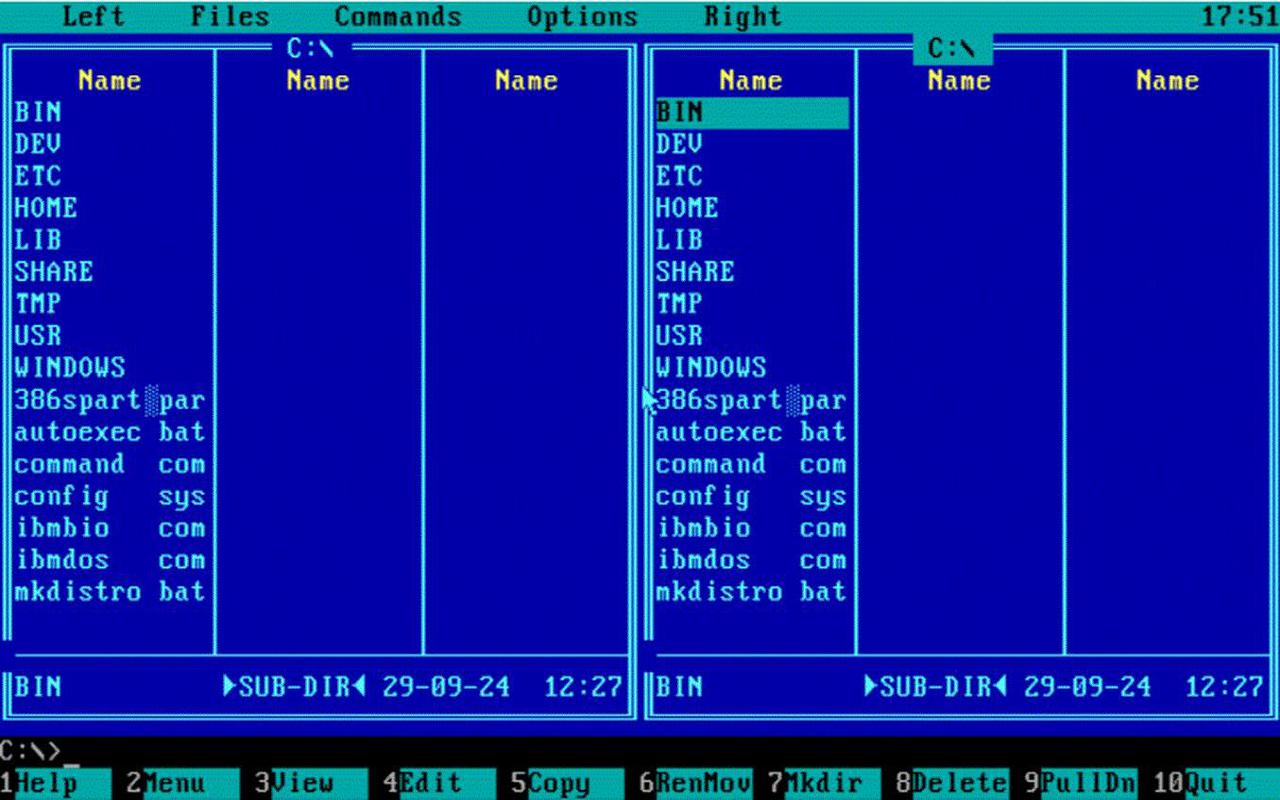 Left Files Commands Options Right 17:51
C:\ C:\
Name Name Name Name Name Name
BIN BIN
DEV DEV
ETC ETC
HOME HOME
LIB LIB
SHARE SHARE
TMP TMP
USR USR
WINDOWS WINDOWS
386spart░par 386spart░par
autoexec bat autoexec bat
command com command com
config sys config sys
ibmbio com ibmbio com
ibmdos com ibmdos com
mkdistro bat mkdistro bat
BIN ►SUB-DIR◄ 29-09-24 12:27 BIN ►SUB-DIR◄ 29-09-24 12:27
C:\>_
1Help 2Menu 3View 4Edit 5Copy 6RenMov 7Mkdir 8Delete 9PullDn 10Quit